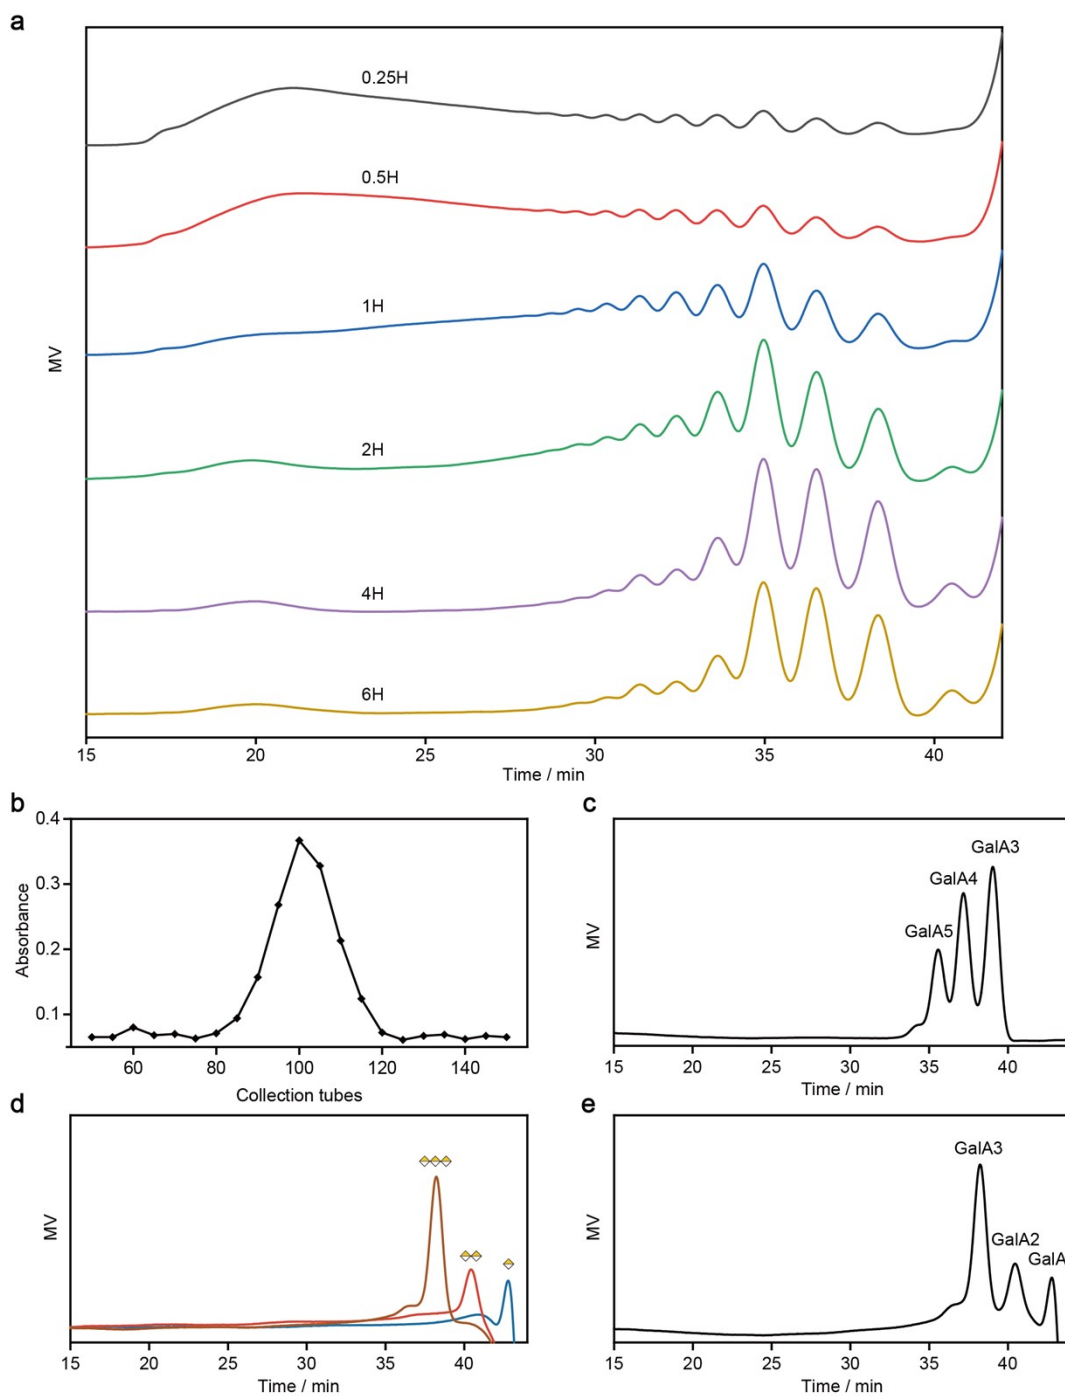 a
0.25H
0.5H
1H
2H
4H
6H
MV
15 20 25 30 35 40
Time / min
b
0.4
0.3
0.2
0.1
Absorbance
60 80 100 120 140
Collection tubes
c
GalA3
GalA4
GalA5
MV
15 20 25 30 35 40
Time / min
d
MV
15 20 25 30 35 40
Time / min
e
GalA3
GalA2
GalA
MV
15 20 25 30 35 40
Time / min